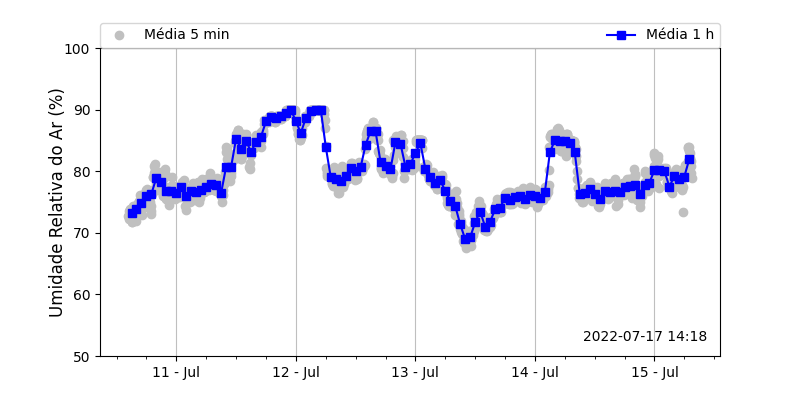 Média 5 min
Média 1 h
100
90
80
70
60
50
Umidade Relativa do Ar (%)
2022-07-17 14:18
11 - Jul
12 - Jul
13 - Jul
14 - Jul
15 - Jul